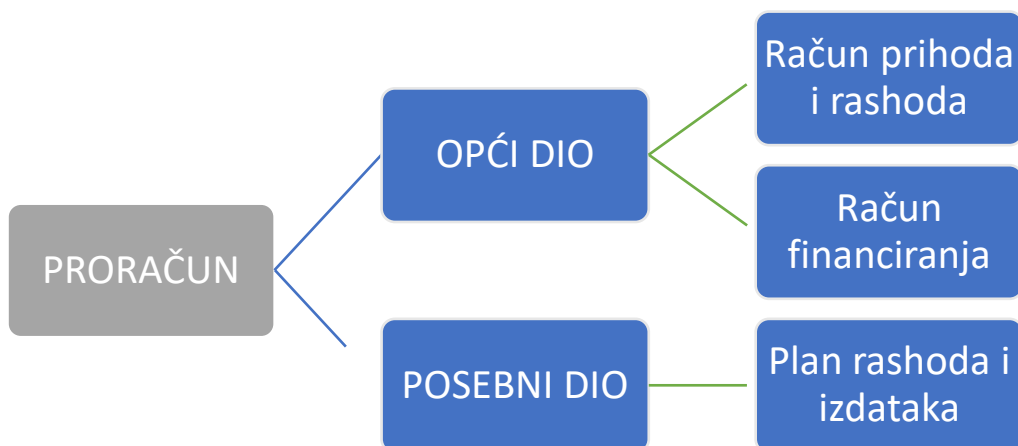 PRORAČUN
OPĆI DIO
Račun prihoda
i rashoda
Račun
financiranja
POSEBNI DIO
Plan rashoda i
izdataka